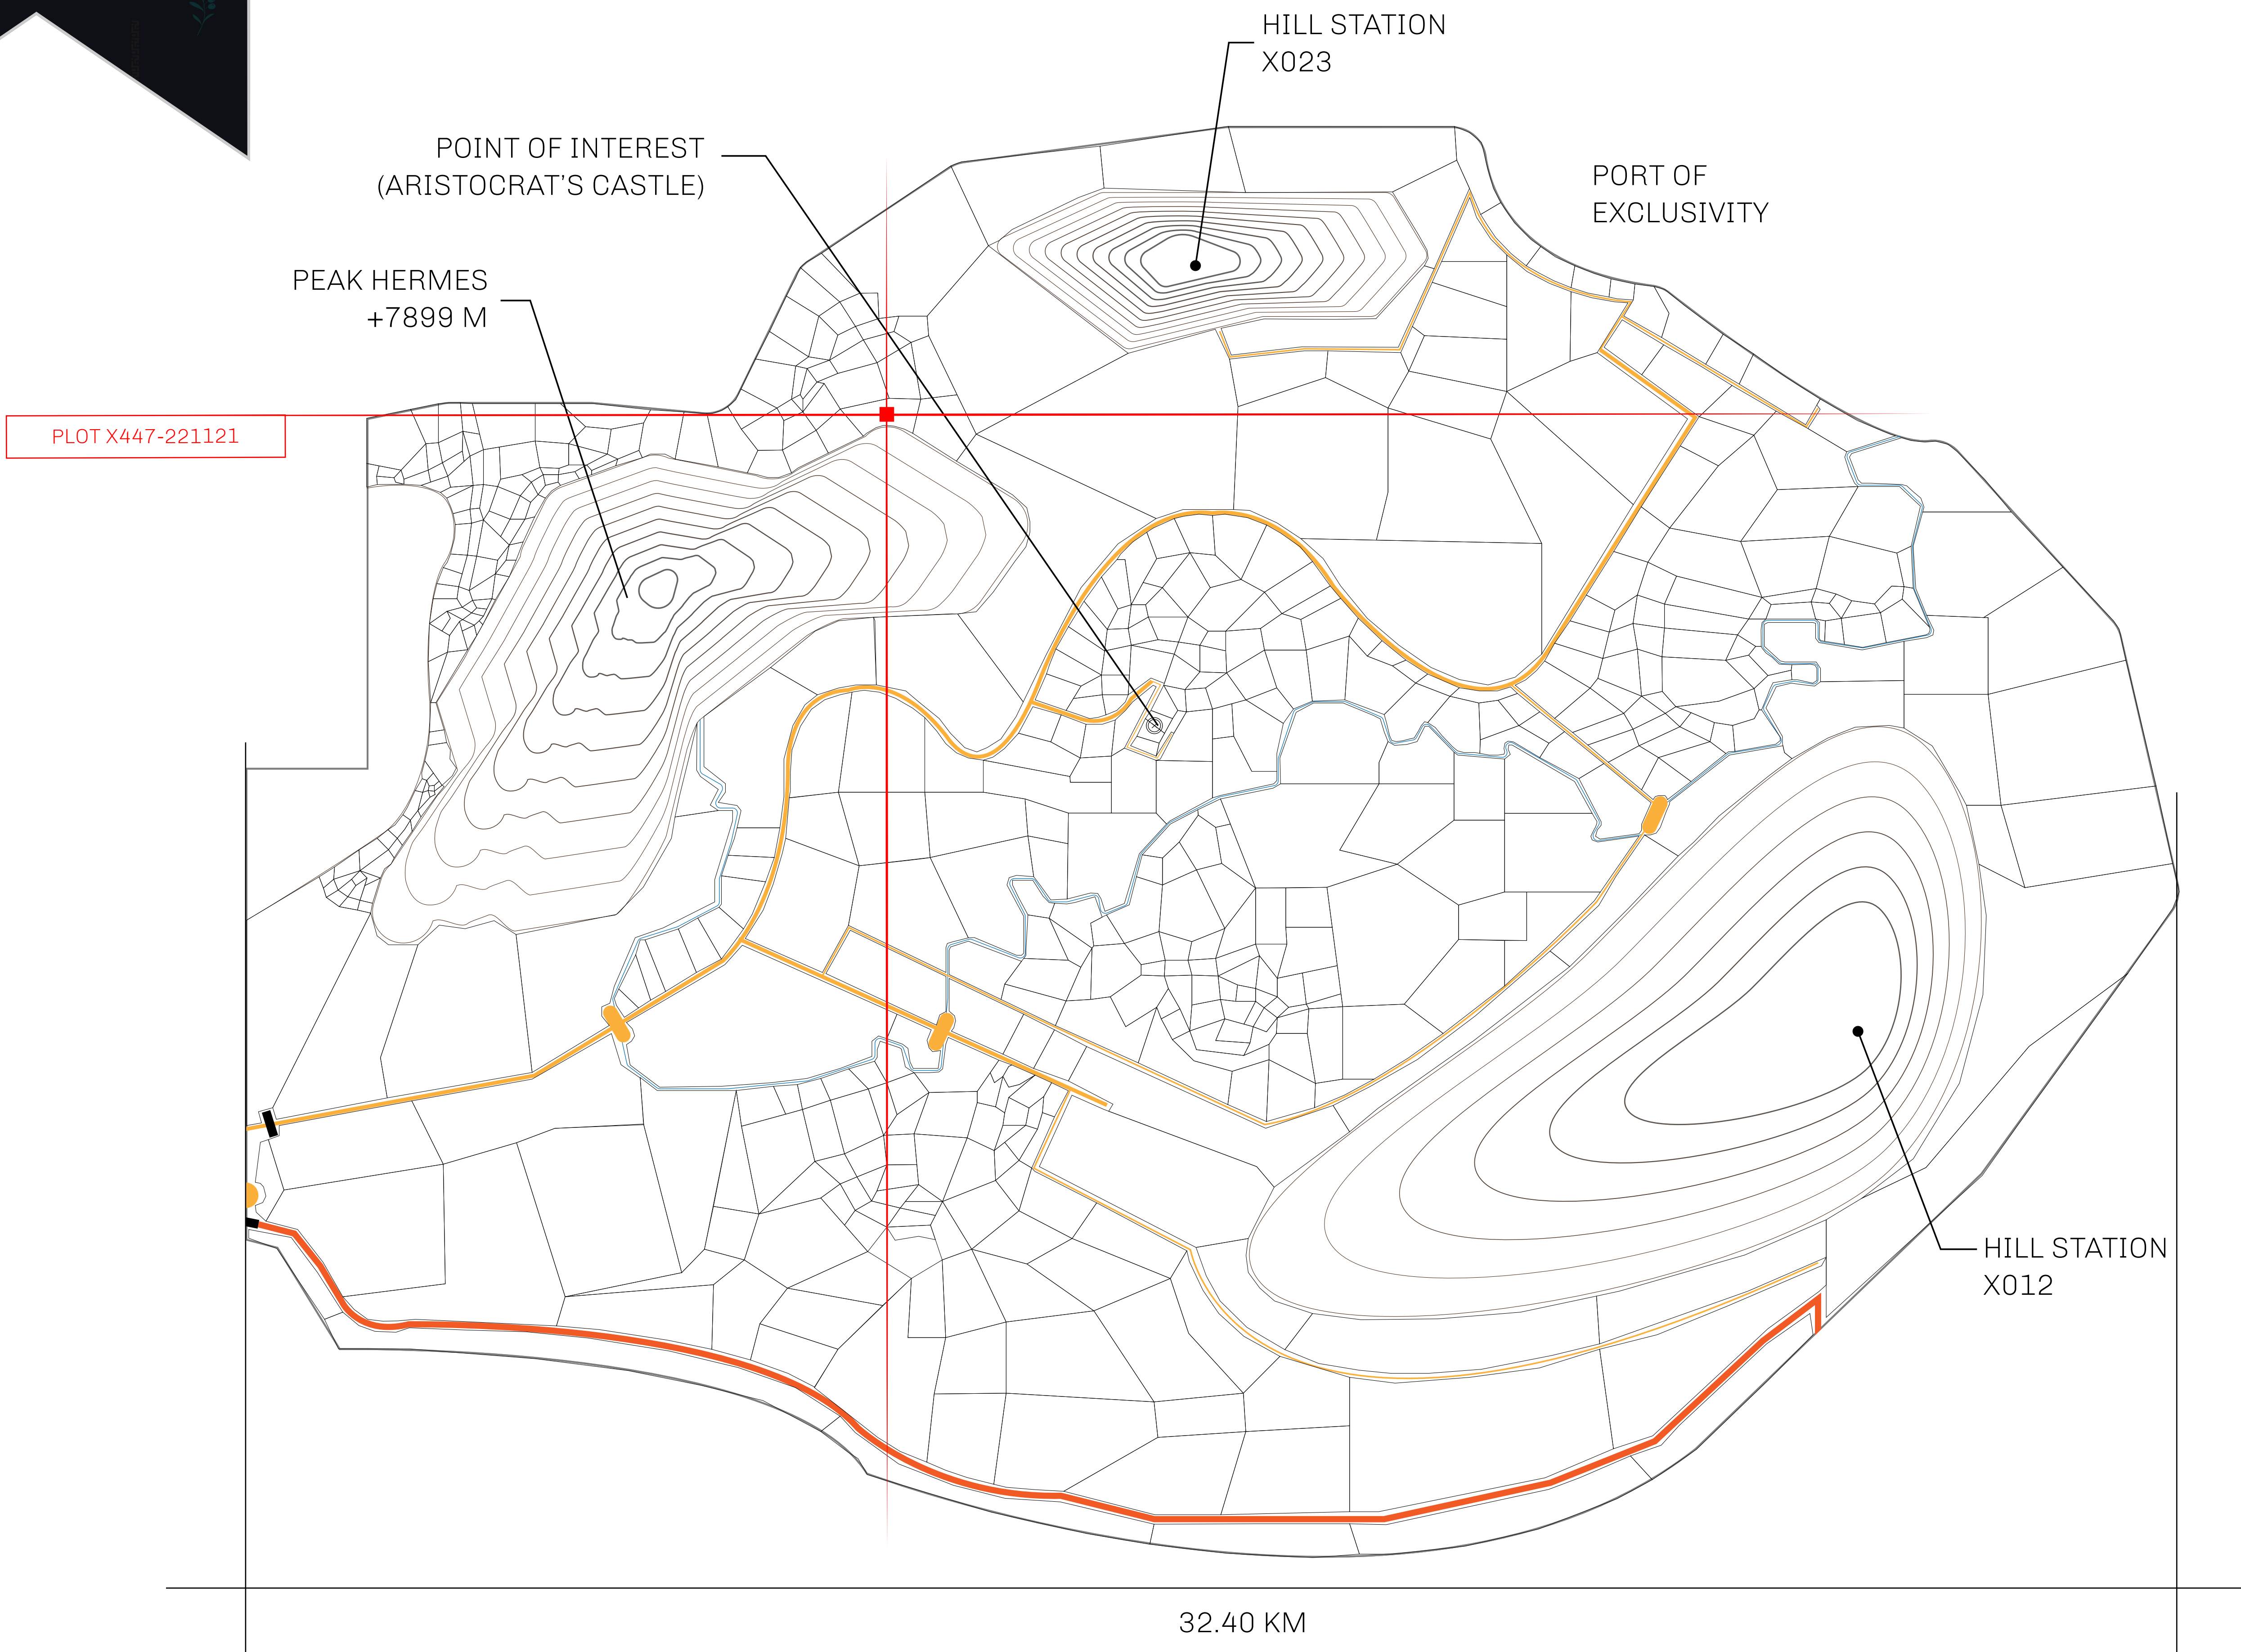 HILL STATION
X023
POINT OF INTEREST
(ARISTOCRAT'S CASTLE)
PORT OF
EXCLUSIVITY
PEAK HERMES
+7899 M
PLOT X447-221121
HILL STATION
X012
32.40 KM